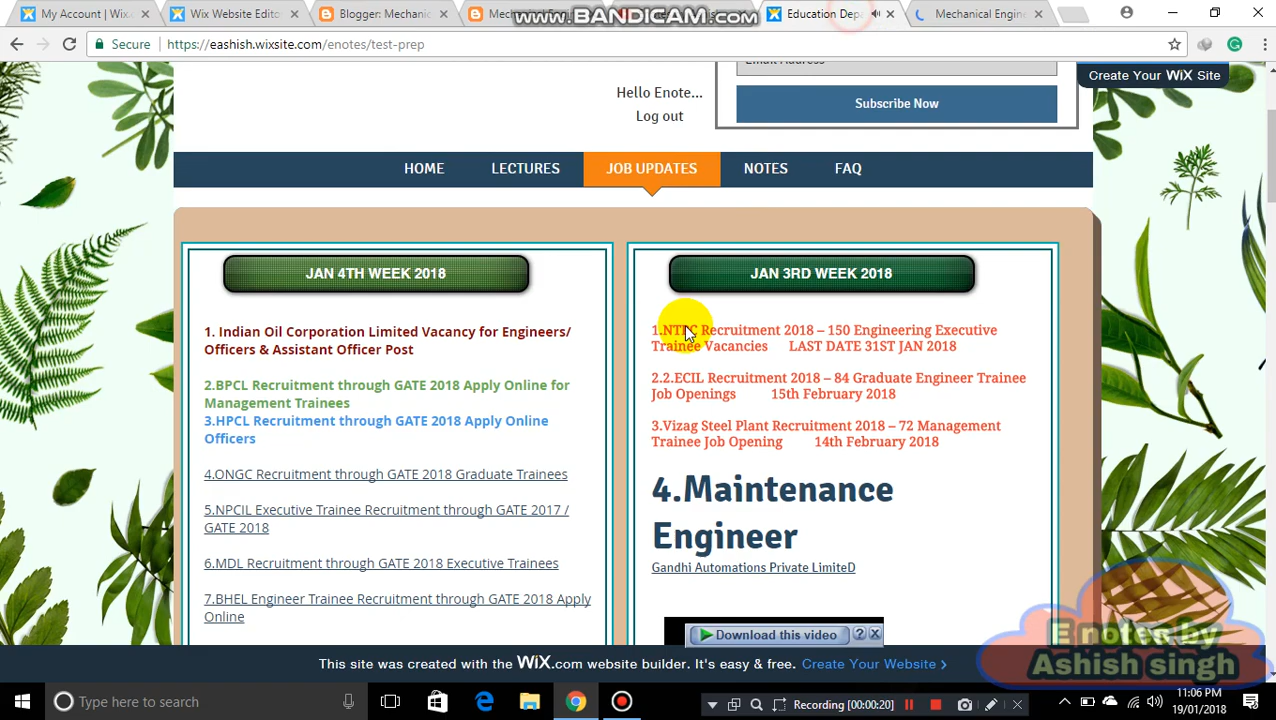 My Account | Wix.c
Wix Website Edito
Blogger: Mechanic
WWW.BANDICAM.COM
Education Depa
Mechanical Engine
Secure
https://eashish.wixsite.com/enotes/test-prep
Create Your WiX Site
Hello Enote...
Log out
Email Address
Subscribe Now
HOME
LECTURES
JOB UPDATES
NOTES
FAQ
JAN 4TH WEEK 2018
1. Indian Oil Corporation Limited Vacancy for Engineers/
Officers & Assistant Officer Post
2.BPCL Recruitment through GATE 2018 Apply Online for
Management Trainees
3.HPCL Recruitment through GATE 2018 Apply Online
Officers
4.ONGC Recruitment through GATE 2018 Graduate Trainees
5.NPCIL Executive Trainee Recruitment through GATE 2017 /
GATE 2018
6.MDL Recruitment through GATE 2018 Executive Trainees
7.BHEL Engineer Trainee Recruitment through GATE 2018 Apply
Online
JAN 3RD WEEK 2018
1.NTPC Recruitment 2018 – 150 Engineering Executive
Trainee Vacancies LAST DATE 31ST JAN 2018
2.2.ECIL Recruitment 2018 – 84 Graduate Engineer Trainee
Job Openings 15th February 2018
3.Vizag Steel Plant Recruitment 2018 – 72 Management
Trainee Job Opening 14th February 2018
4.Maintenance
Engineer
Gandhi Automations Private LimiteD
Download this video
E notes by
Ashish singh
This site was created with the WiX.com website builder. It's easy & free. Create Your Website >
Type here to search
Recording [00:00:20]
11:06 PM
19/01/2018